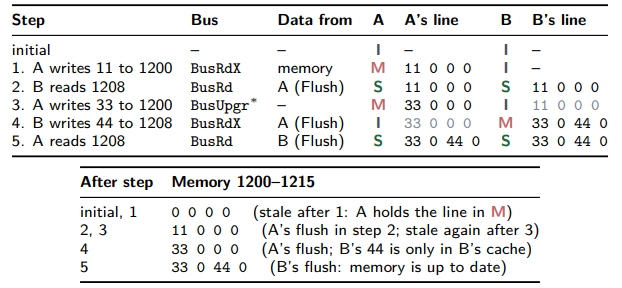 Step Bus Data from A A's line B B's line
initial – – I – I –
1. A writes 11 to 1200 BusRdX memory M 11 0 0 0 I –
2. B reads 1208 BusRd A (Flush) S 11 0 0 0 S 11 0 0 0
3. A writes 33 to 1200 BusUpgr* – M 33 0 0 0 I 11 0 0 0
4. B writes 44 to 1208 BusRdX A (Flush) I 33 0 0 0 M 33 0 44 0
5. A reads 1208 BusRd B (Flush) S 33 0 44 0 S 33 0 44 0
After step Memory 1200–1215
initial, 1 0 0 0 0 (stale after 1: A holds the line in M)
2, 3 11 0 0 0 (A's flush in step 2; stale again after 3)
4 33 0 0 0 (A's flush; B's 44 is only in B's cache)
5 33 0 44 0 (B's flush: memory is up to date)